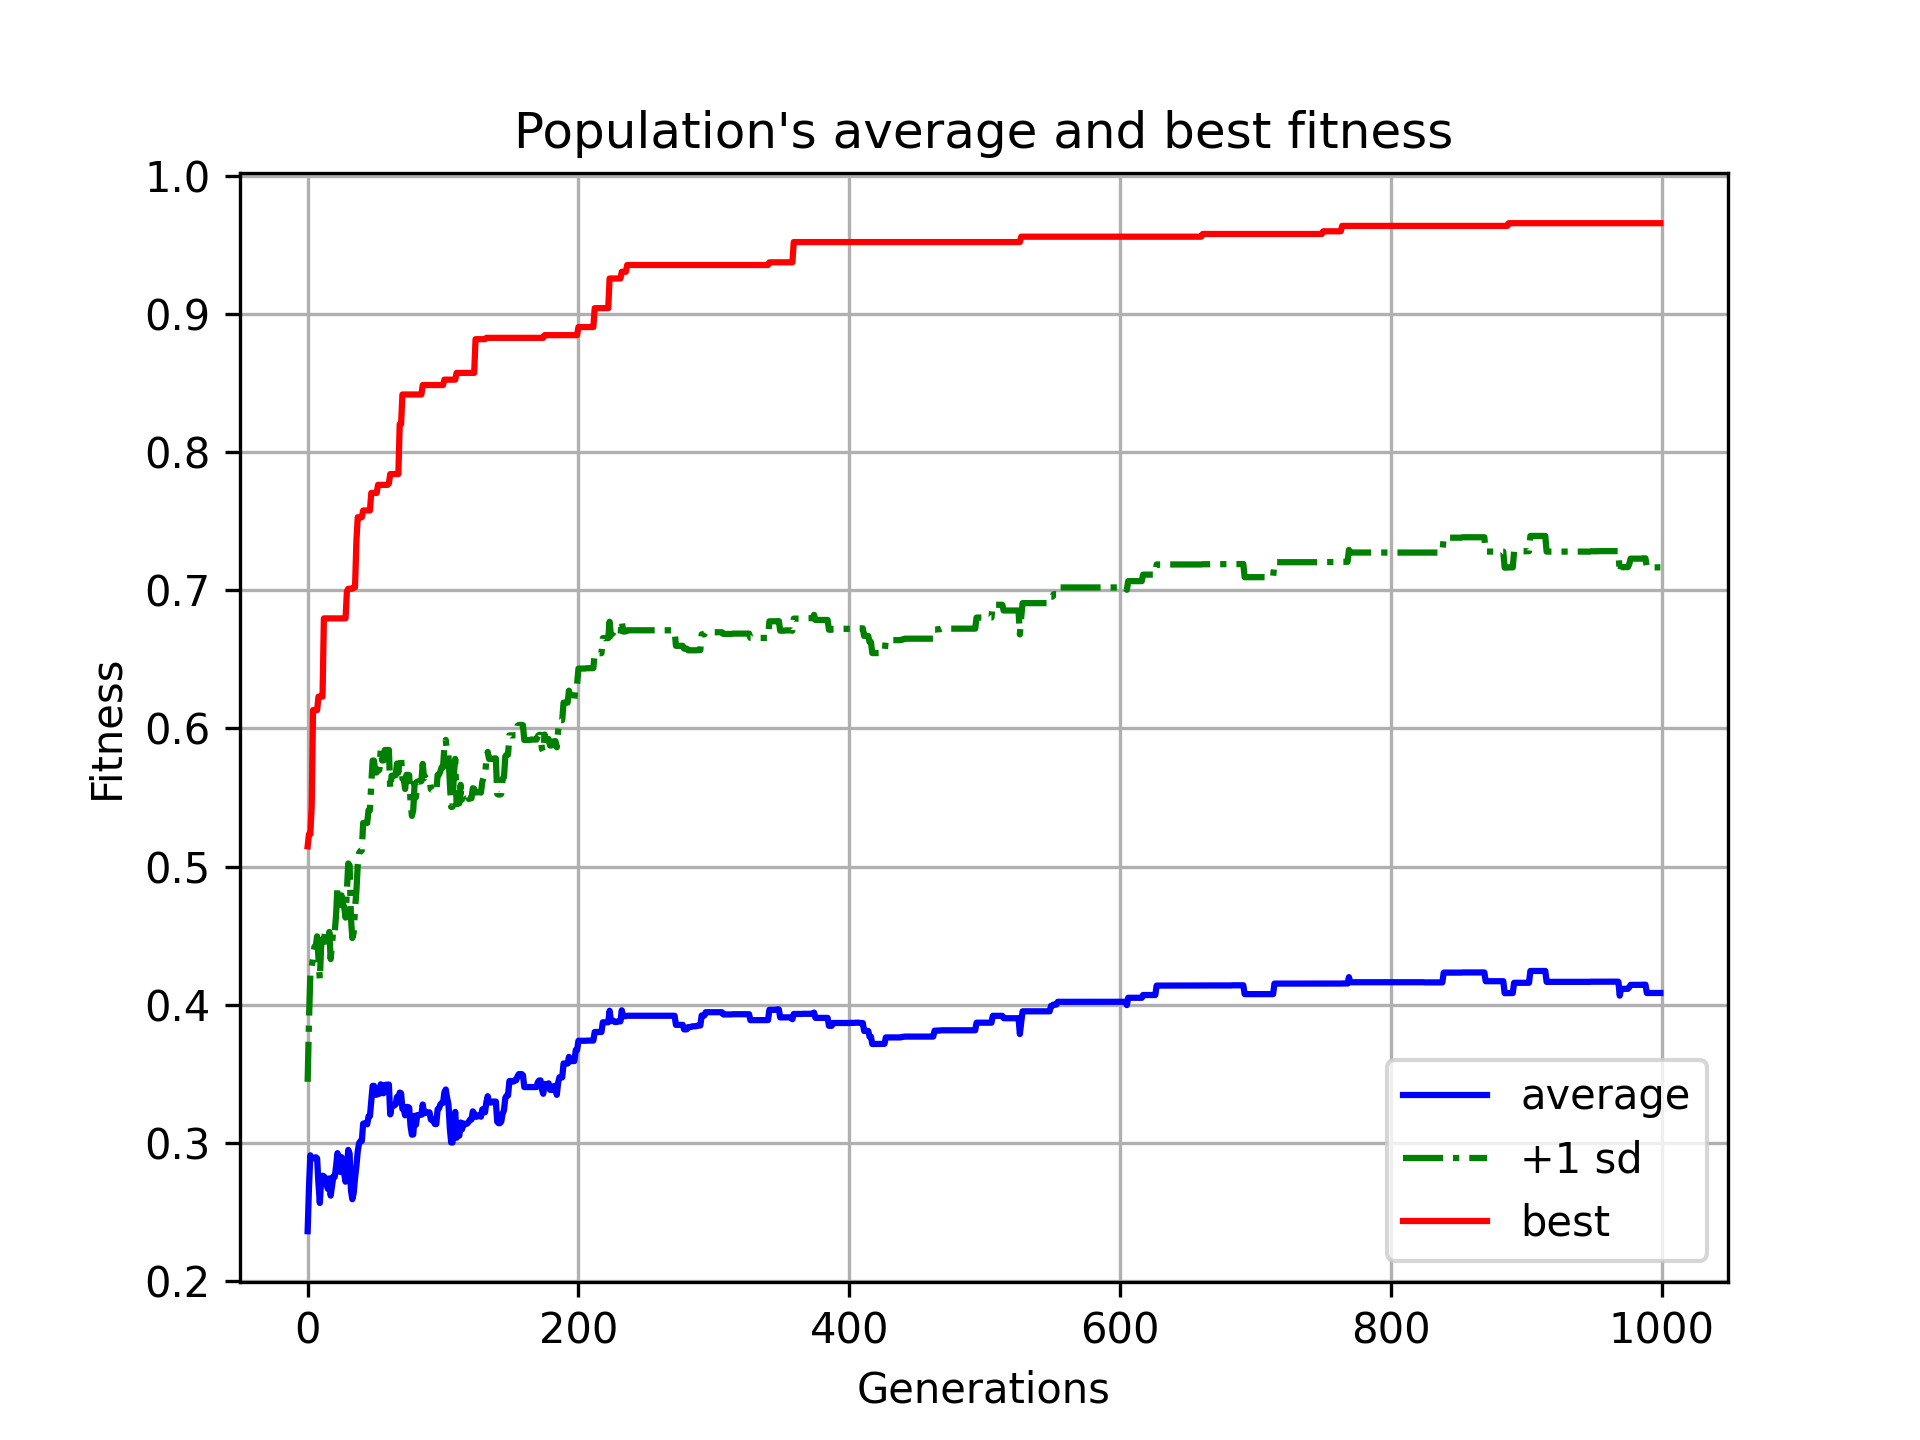 Population's average and best fitness
1.0
0.9
0.8
0.7
0.6
0.5
0.4
0.3
0.2
Fitness
average
+1 sd
best
0 200 400 600 800 1000
Generations